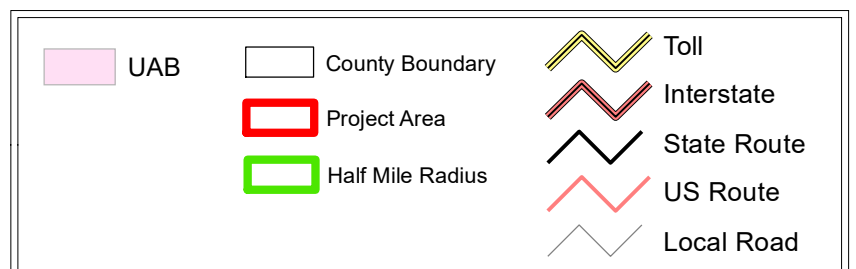 UAB
County Boundary
Project Area
Half Mile Radius
Toll
Interstate
State Route
US Route
Local Road